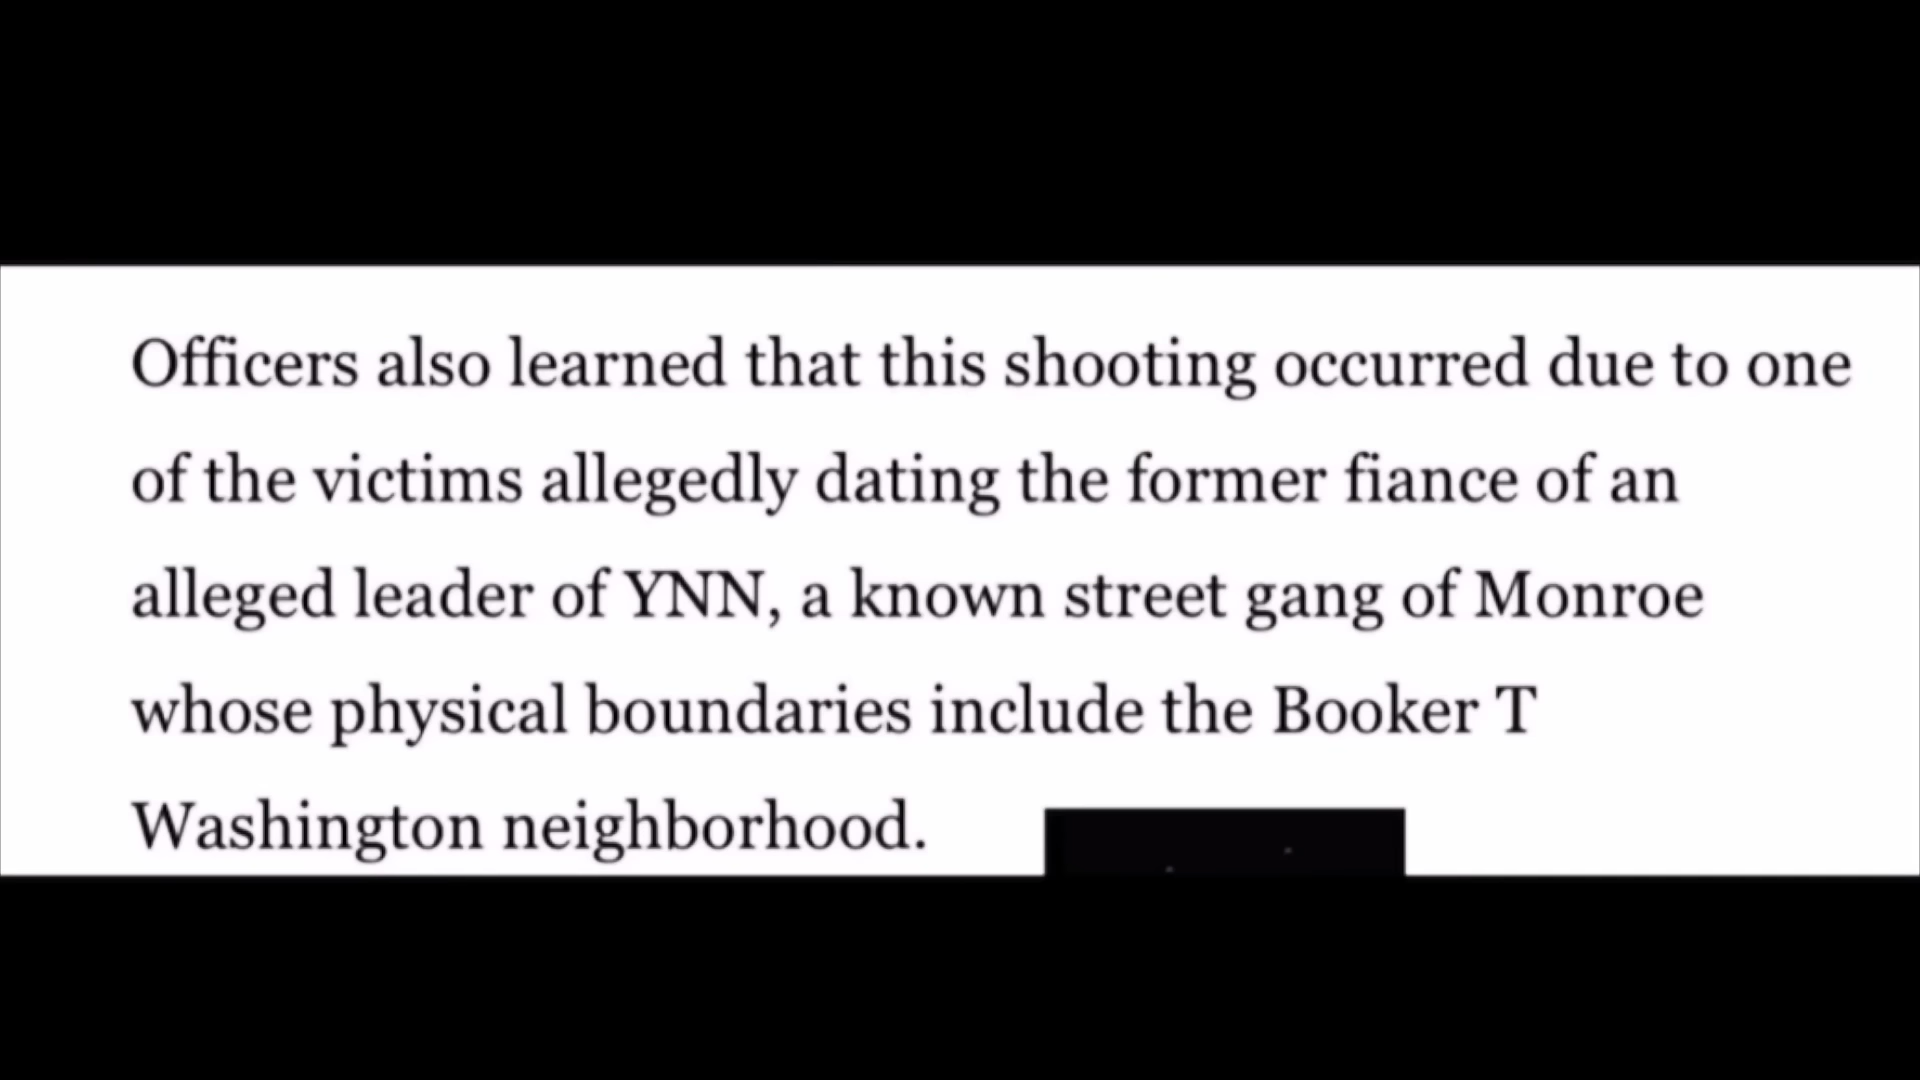 Officers also learned that this shooting occurred due to one
of the victims allegedly dating the former fiance of an
alleged leader of YNN, a known street gang of Monroe
whose physical boundaries include the Booker T
Washington neighborhood.